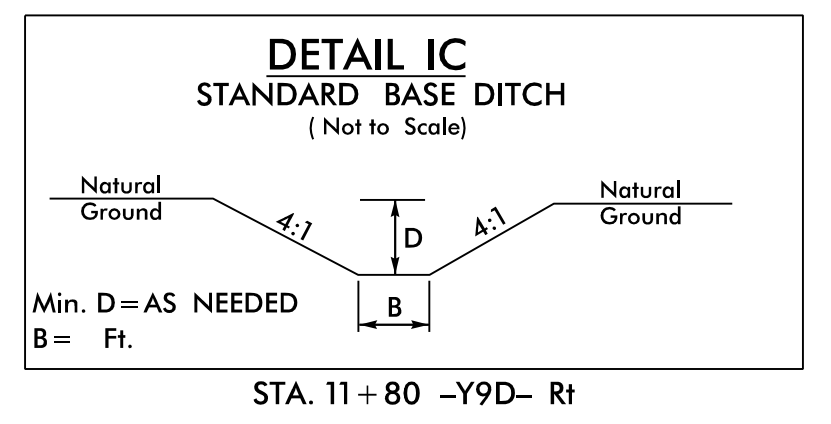 DETAIL IC
STANDARD BASE DITCH
( Not to Scale)
Natural
Ground
4:1
D
4:1
Natural
Ground
B
Min. D=AS NEEDED
B= Ft.
STA. 11+80 -Y9D- Rt